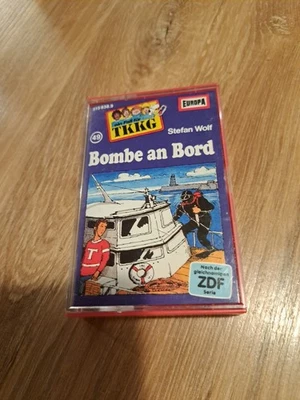 EUROPA
TKKG
49
Stefan Wolf
Bombe an Bord
T
Nach der
gleichnamigen
ZDF
Serie